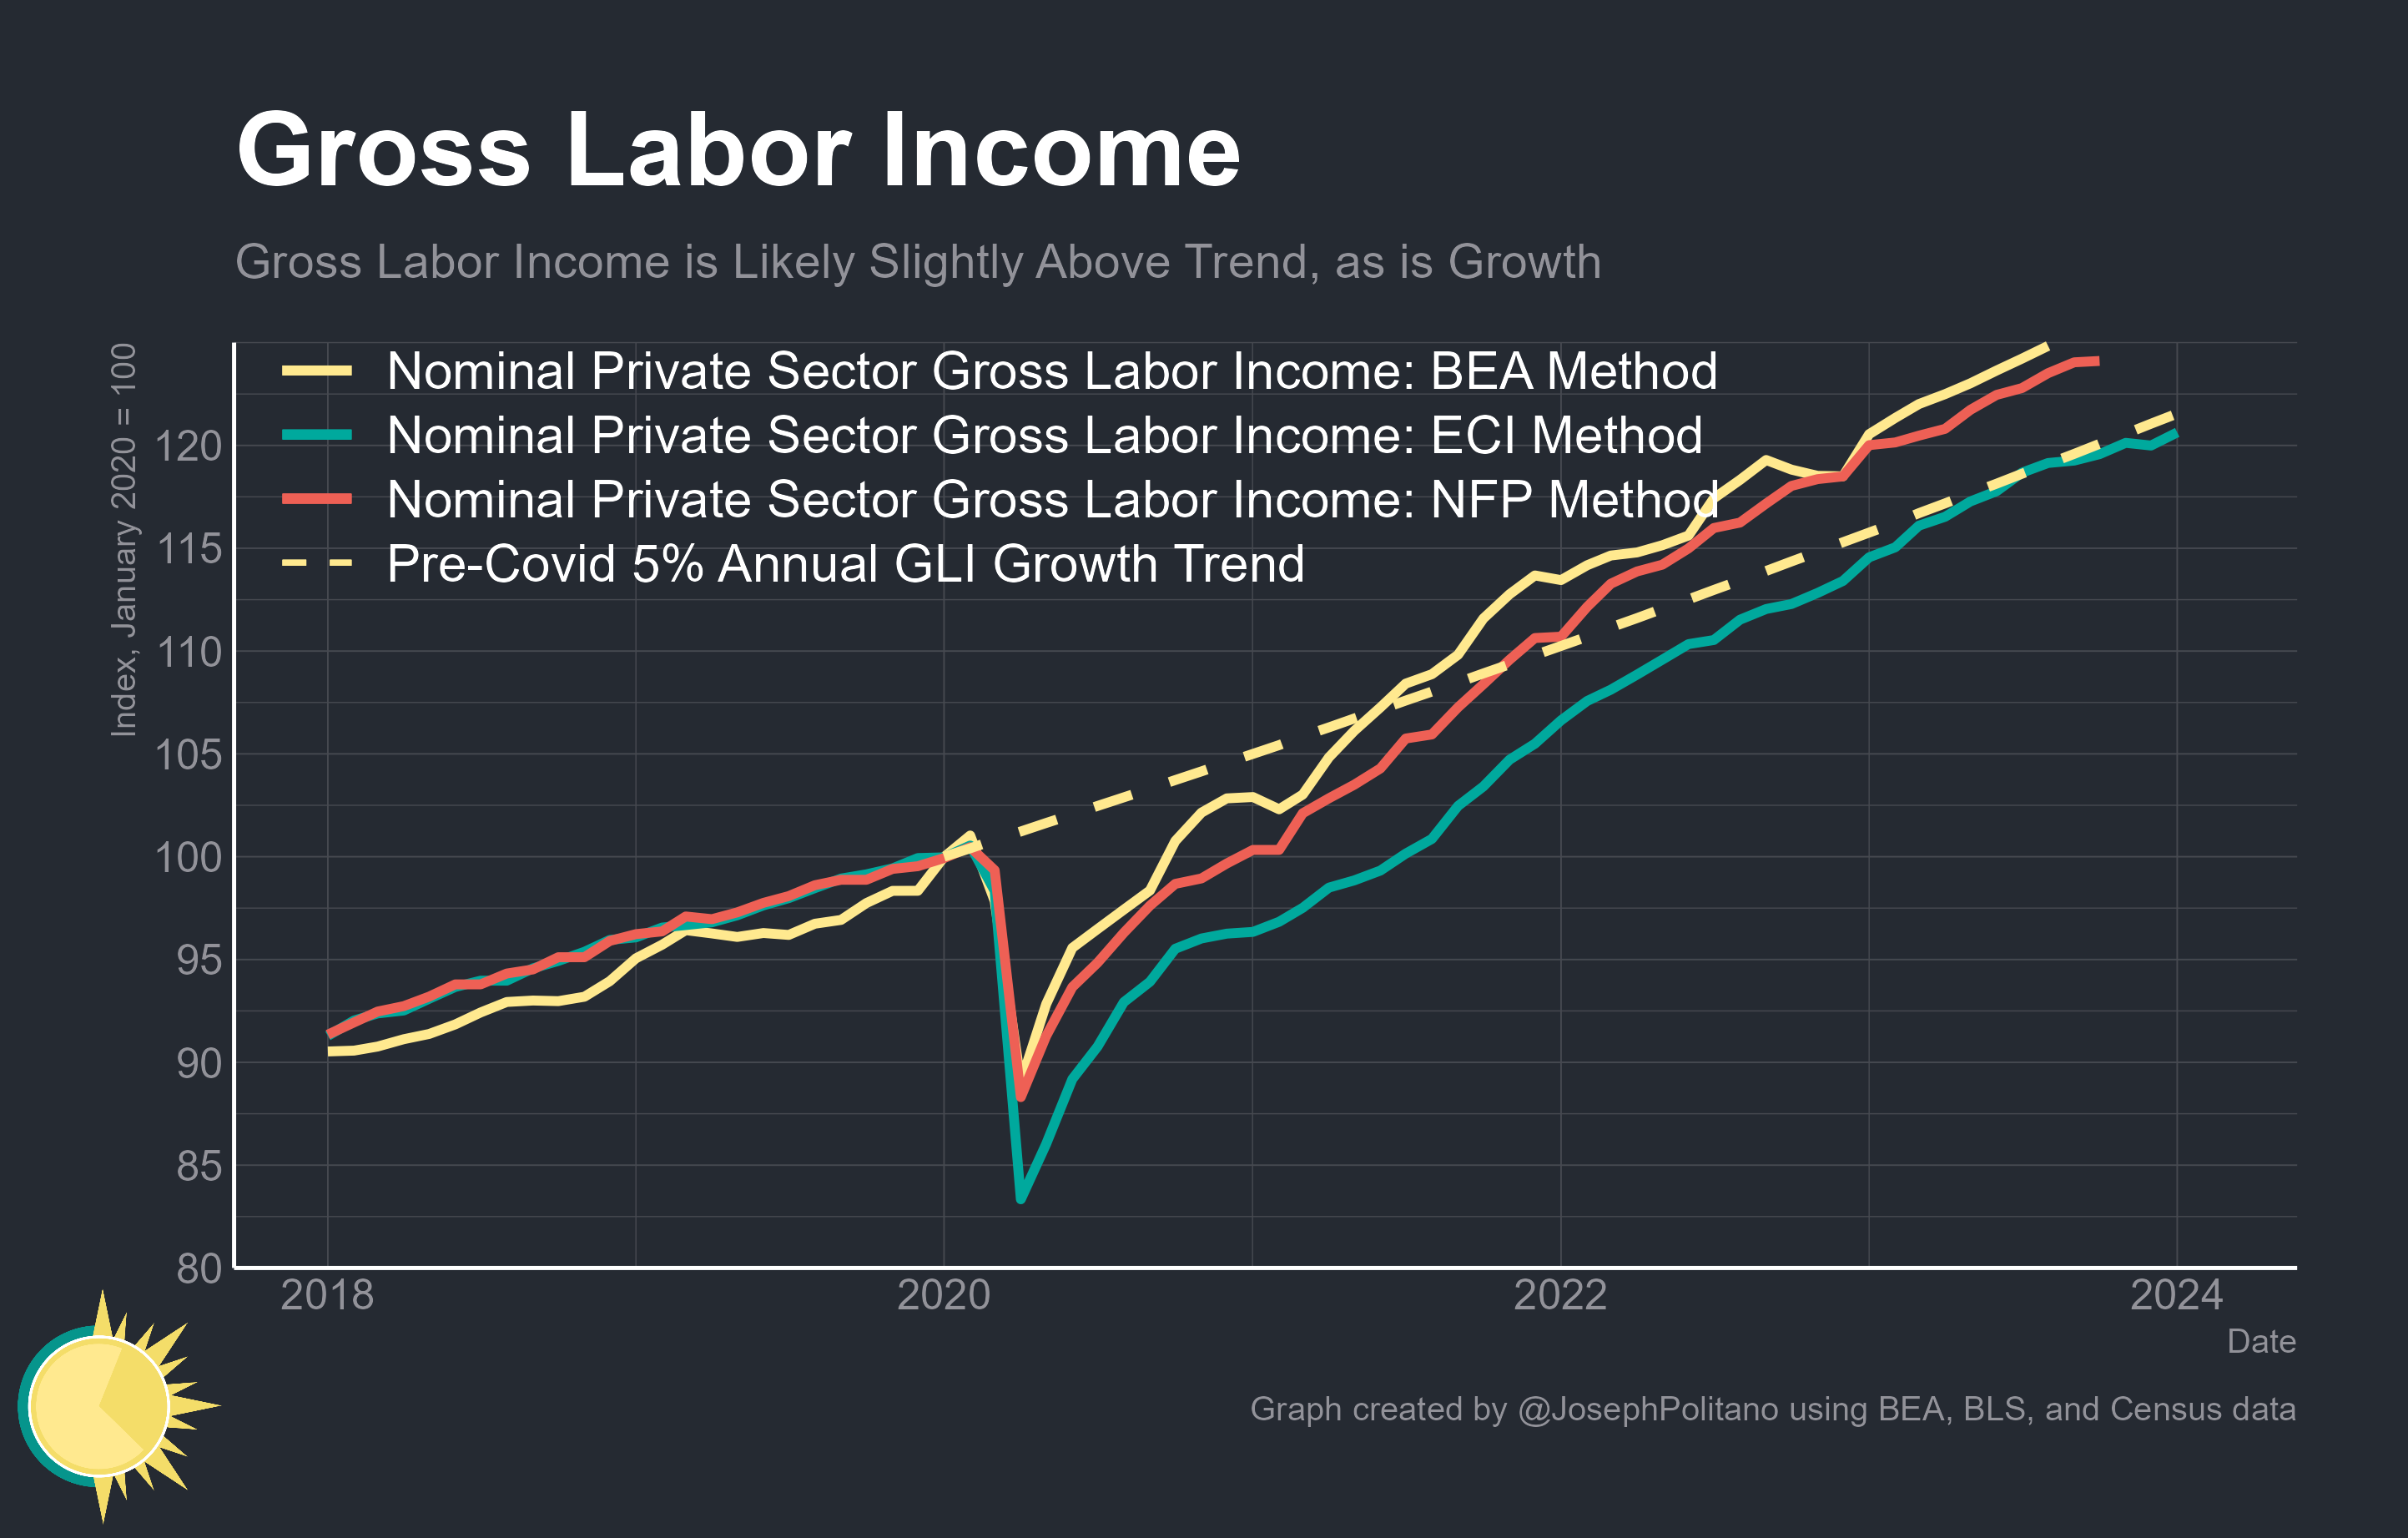 Gross Labor Income
Gross Labor Income is Likely Slightly Above Trend, as is Growth
Index, January 2020 = 100
Nominal Private Sector Gross Labor Income: BEA Method
Nominal Private Sector Gross Labor Income: ECI Method
Nominal Private Sector Gross Labor Income: NFP Method
Pre-Covid 5% Annual GLI Growth Trend
120
115
110
105
100
95
90
85
80
2018
2020
2022
2024
Date
Graph created by @JosephPolitano using BEA, BLS, and Census data